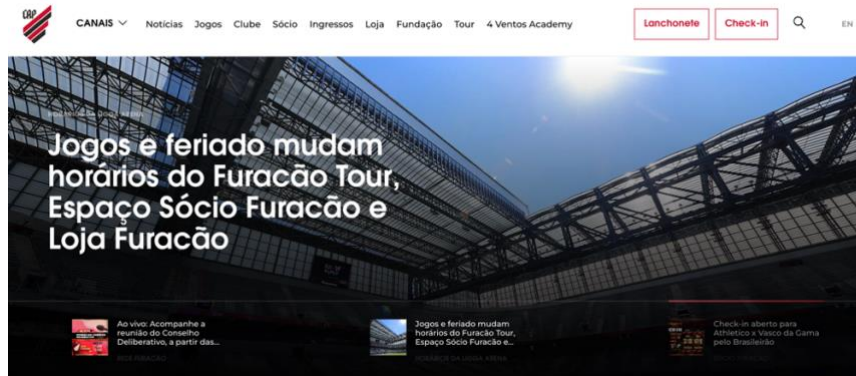 CAP
CANAIS
Notícias Jogos Clube Sócio Ingressos Loja Fundação Tour 4 Ventos Academy
Lanchonete
Check-in
EN
Jogos e feriado mudam
horários do Furacão Tour,
Espaço Sócio Furacão e
Loja Furacão
Ao vivo: Acompanhe a
reunião do Conselho
Deliberativo, a partir das...
Jogos e feriado mudam
horários do Furacão Tour,
Espaço Sócio Furacão e...
Check-in aberto para
Athletico x Vasco da Gama
pelo Brasileirão